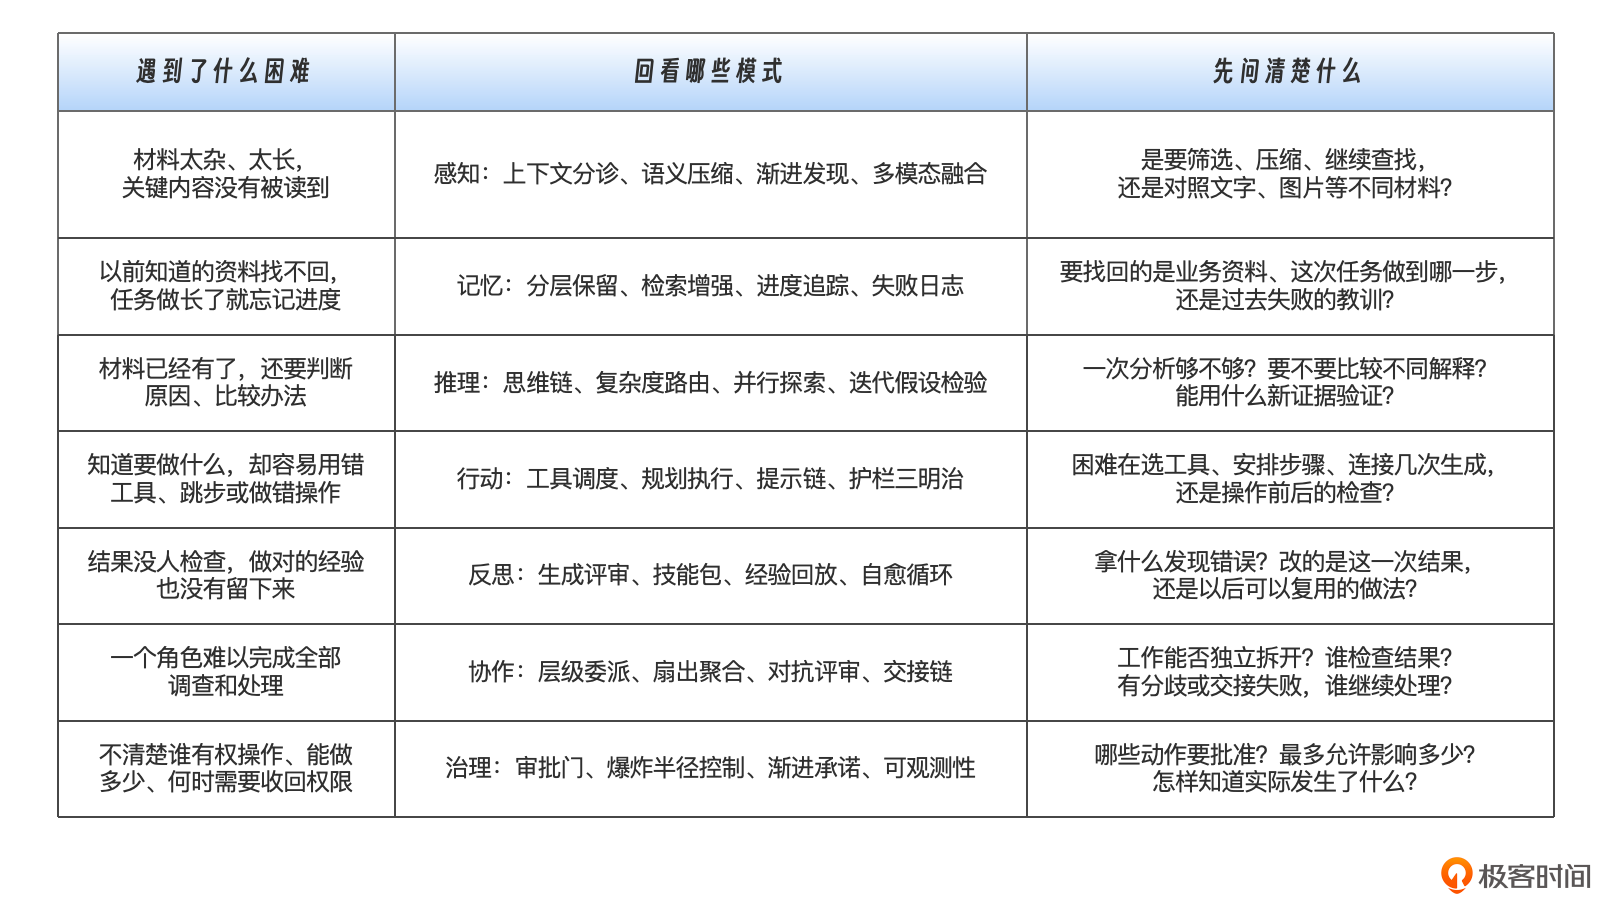 遇到了什么困难
回看哪些模式
先问清楚什么
材料太杂、太长，
关键内容没有被读到
感知：上下文分诊、语义压缩、渐进发现、多模态融合
是要筛选、压缩、继续查找，
还是对照文字、图片等不同材料？
以前知道的资料找不回，
任务做长了就忘记进度
记忆：分层保留、检索增强、进度追踪、失败日志
要找回的是业务资料、这次任务做到哪一步，
还是过去失败的教训？
材料已经有了，还要判断
原因、比较办法
推理：思维链、复杂度路由、并行探索、迭代假设检验
一次分析够不够？要不要比较不同解释？
能用什么新证据验证？
知道要做什么，却容易用错
工具、跳步或做错操作
行动：工具调度、规划执行、提示链、护栏三明治
困难在选工具、安排步骤、连接几次生成，
还是操作前后的检查？
结果没人检查，做对的经验
也没有留下来
反思：生成评审、技能包、经验回放、自愈循环
拿什么发现错误？改的是这一次结果，
还是以后可以复用的做法？
一个角色难以完成全部
调查和处理
协作：层级委派、扇出聚合、对抗评审、交接链
工作能否独立拆开？谁检查结果？
有分歧或交接失败，谁继续处理？
不清楚谁有权操作、能做
多少、何时需要收回权限
治理：审批门、爆炸半径控制、渐进承诺、可观测性
哪些动作要批准？最多允许影响多少？
怎样知道实际发生了什么？
极客时间